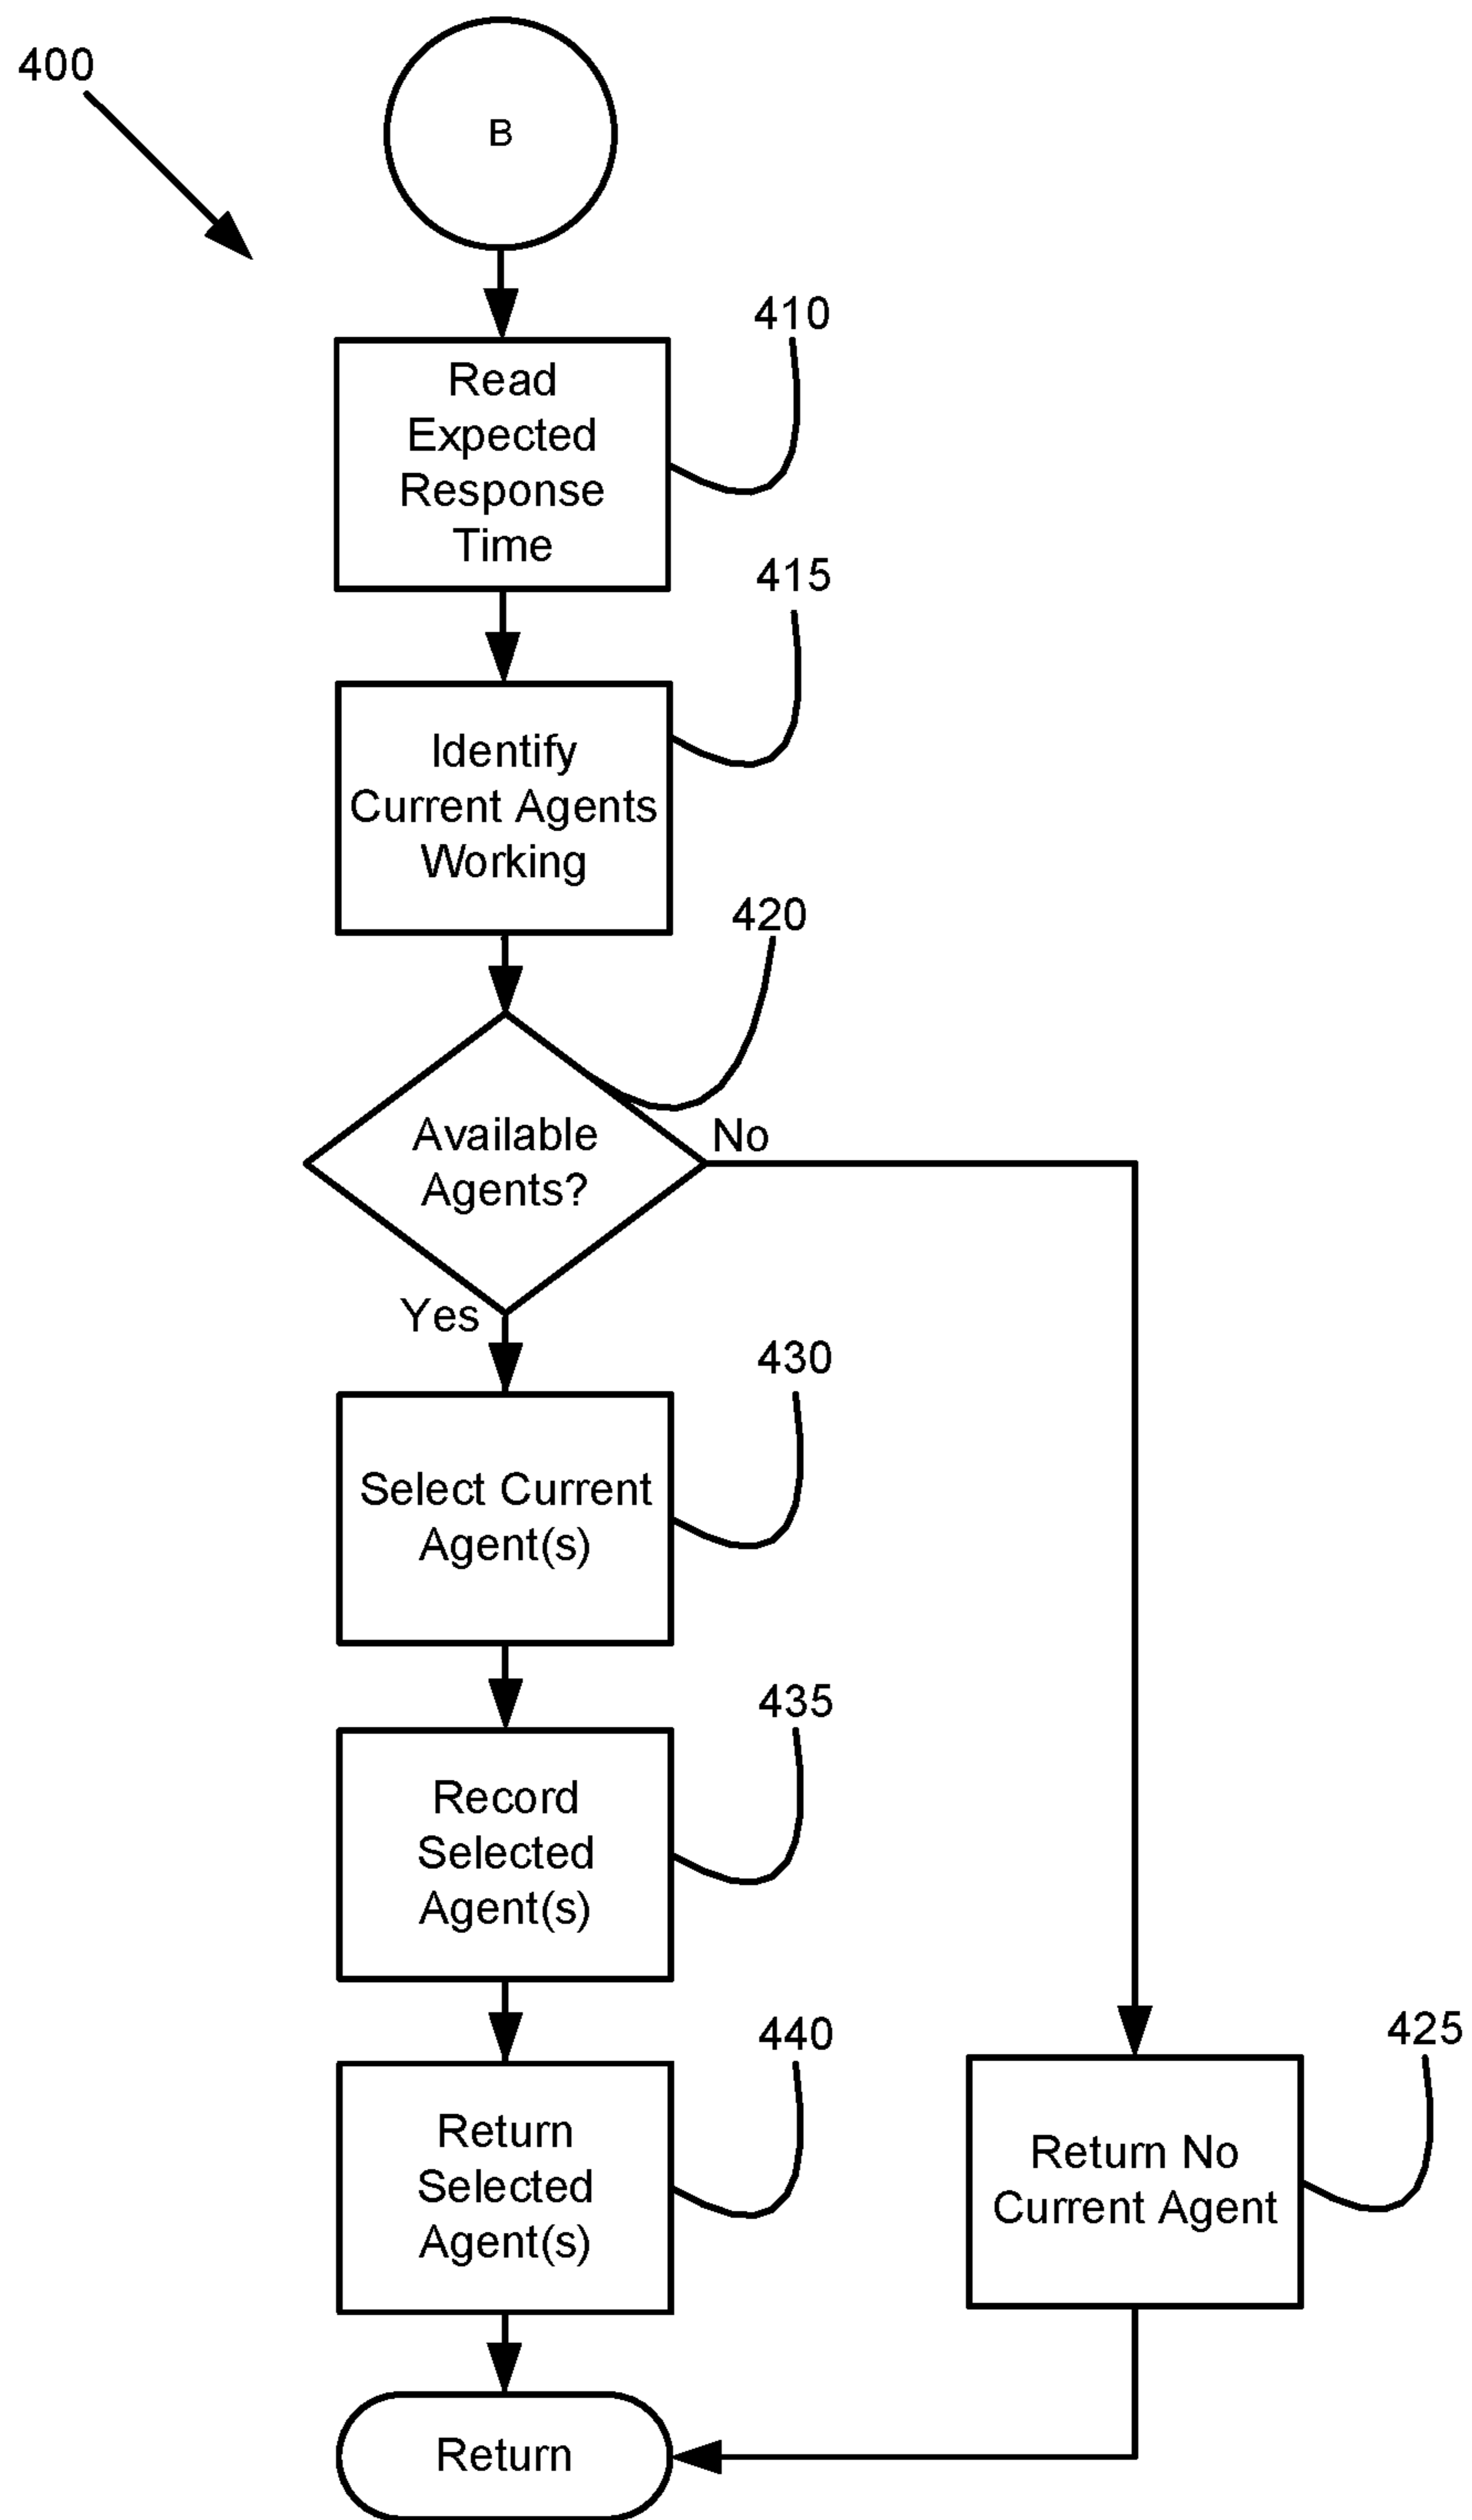 400
B
410
Read
Expected
Response
Time
415
Identify
Current Agents
Working
420
Available
Agents?
No
Yes
430
Select Current
Agent(s)
435
Record
Selected
Agent(s)
440
Return
Selected
Agent(s)
425
Return No
Current Agent
Return